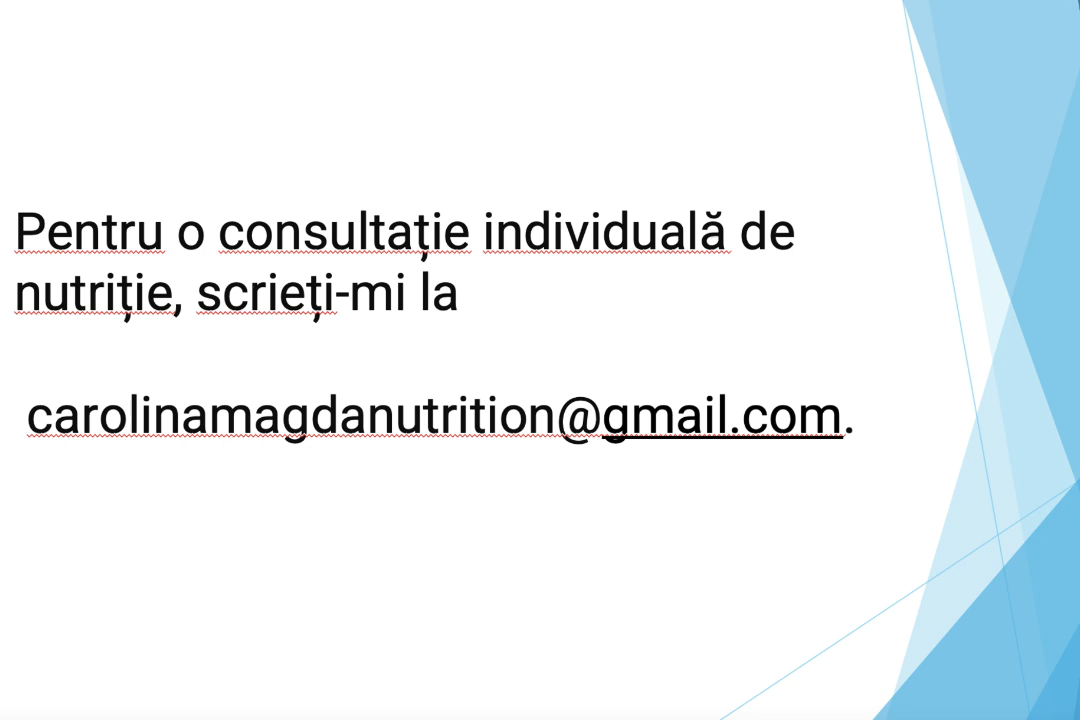 Pentru o consultație individuală de
nutriție, scrieți-mi la
carolinamagdanutrition@gmail.com.